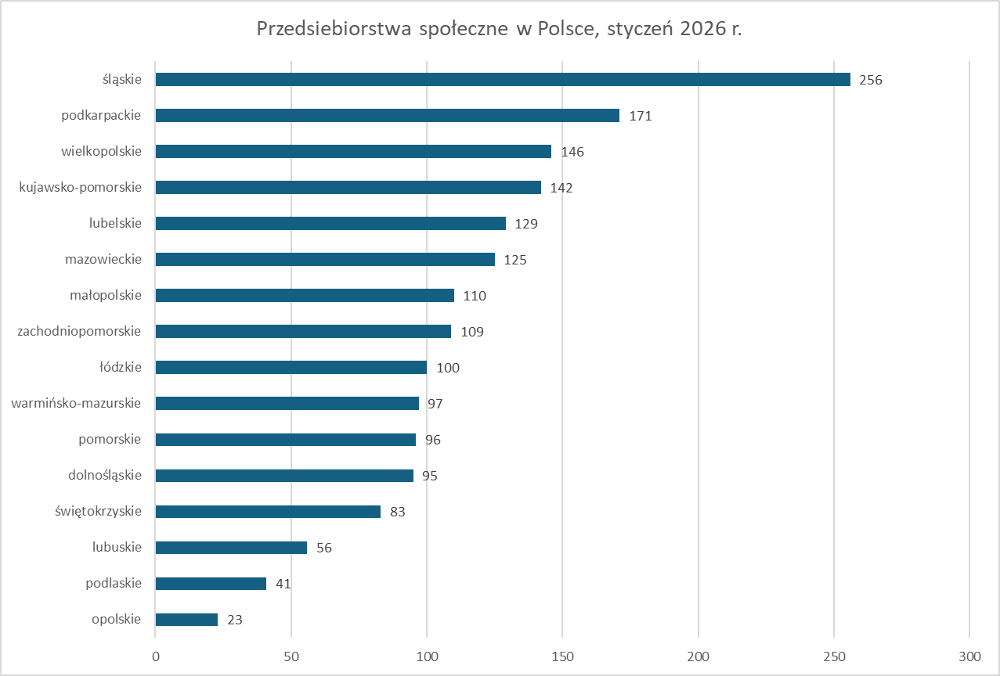 Przedsiebiorstwa społeczne w Polsce, styczeń 2026 r.
śląskie 256
podkarpackie 171
wielkopolskie 146
kujawsko-pomorskie 142
lubelskie 129
mazowieckie 125
małopolskie 110
zachodniopomorskie 109
łódzkie 100
warmińsko-mazurskie 97
pomorskie 96
dolnośląskie 95
świętokrzyskie 83
lubuskie 56
podlaskie 41
opolskie 23
0 50 100 150 200 250 300